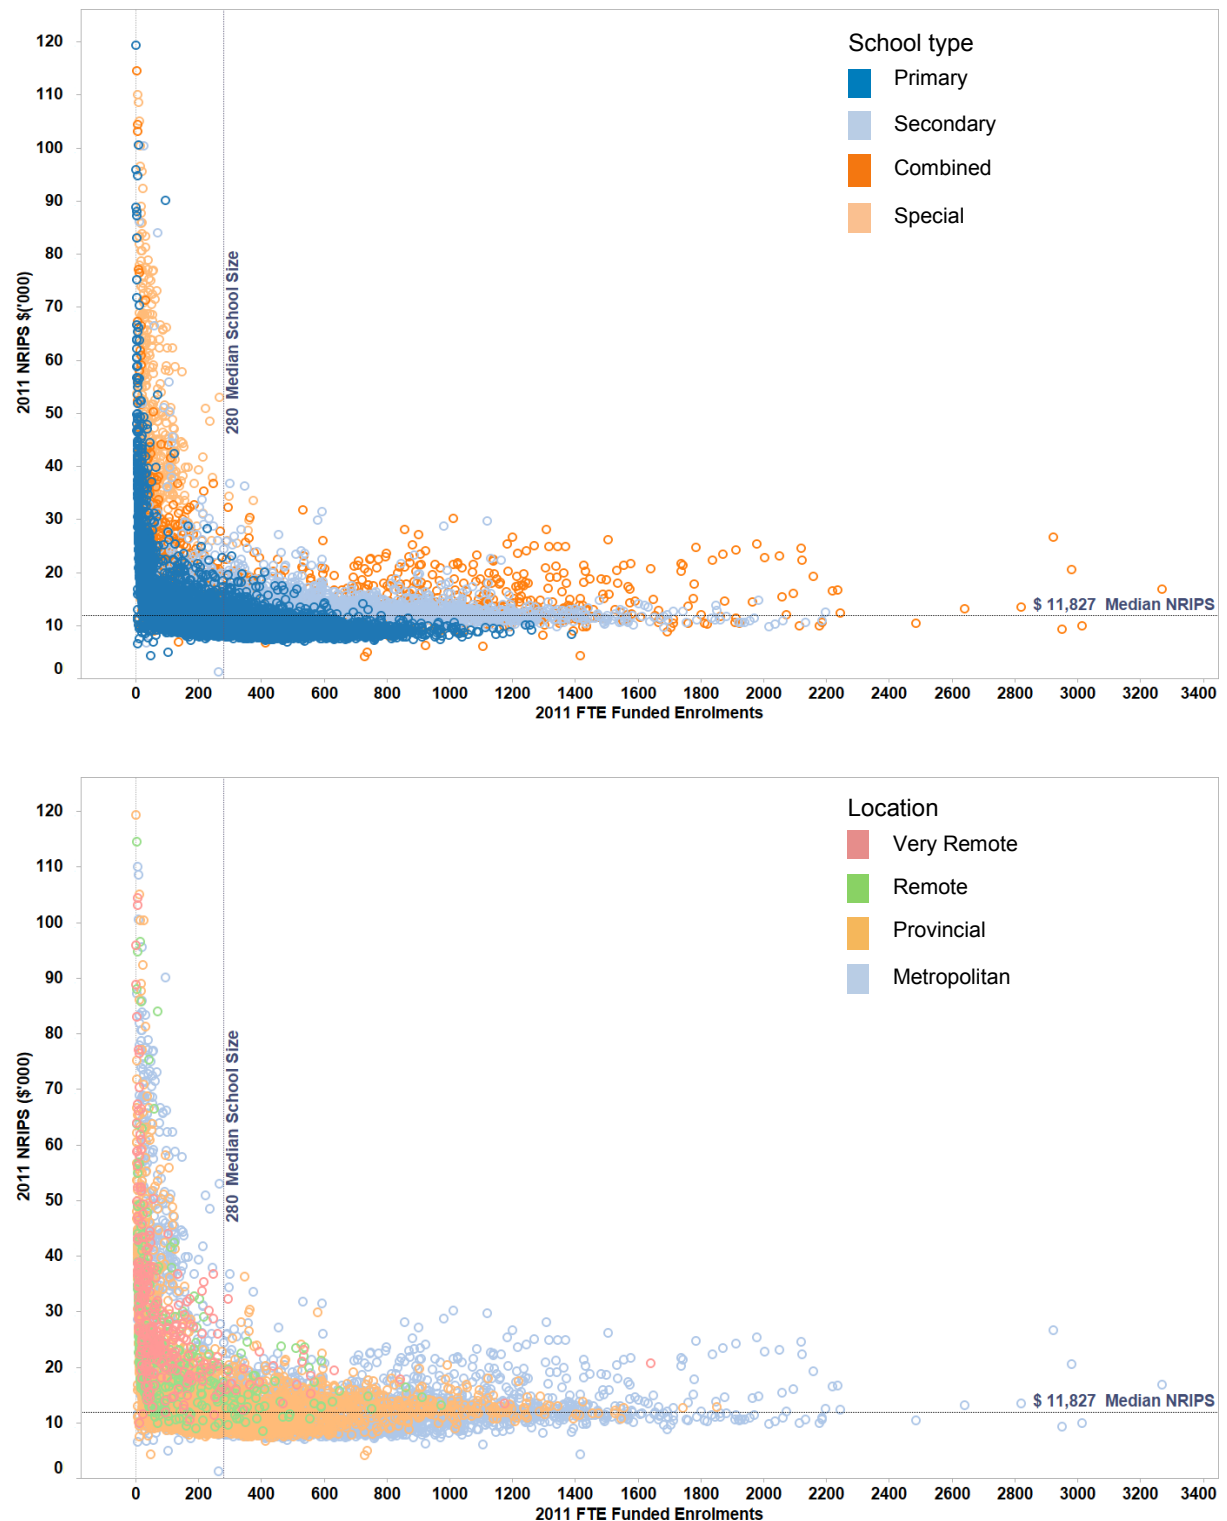 School type
Primary
Secondary
Combined
Special
2011 NRIPS $('000)
120
110
100
90
80
70
60
50
40
30
20
10
0
280 Median School Size
$ 11,827 Median NRIPS
0 200 400 600 800 1000 1200 1400 1600 1800 2000 2200 2400 2600 2800 3000 3200 3400
2011 FTE Funded Enrolments
Location
Very Remote
Remote
Provincial
Metropolitan
2011 NRIPS ($'000)
120
110
100
90
80
70
60
50
40
30
20
10
0
280 Median School Size
$ 11,827 Median NRIPS
0 200 400 600 800 1000 1200 1400 1600 1800 2000 2200 2400 2600 2800 3000 3200 3400
2011 FTE Funded Enrolments